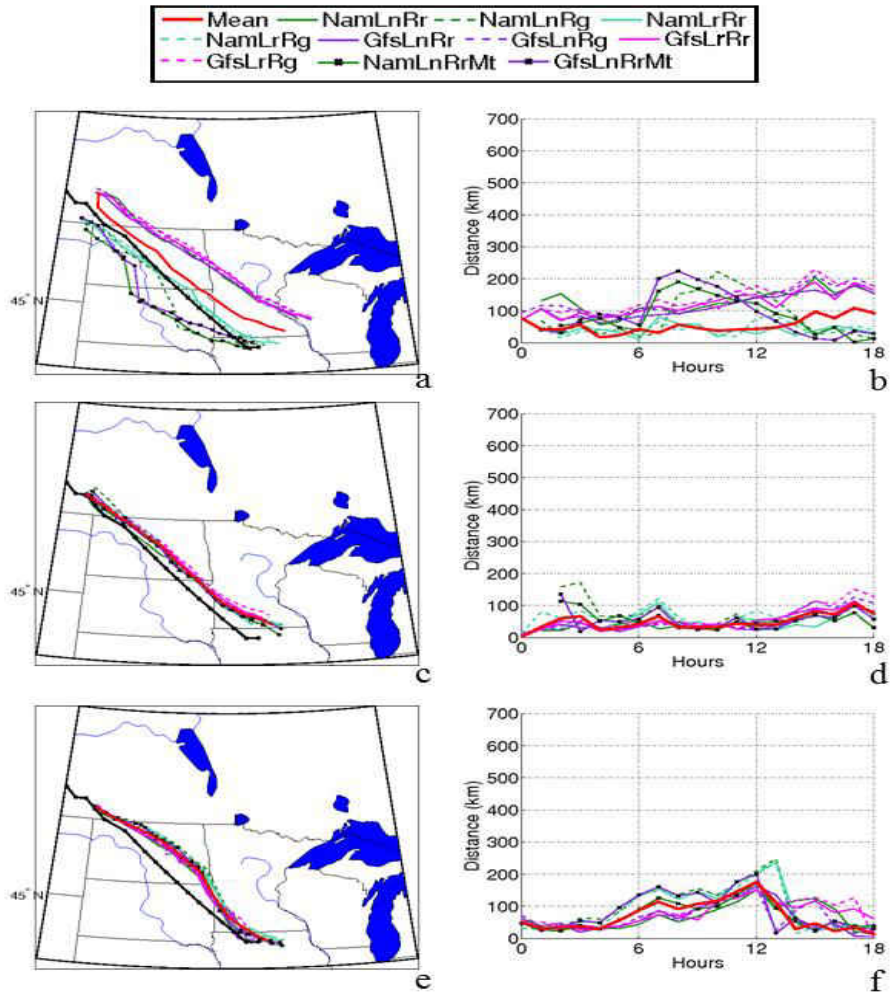 Mean NamLnRr NamLnRg NamLrRr
NamLrRg GfsLnRr GfsLnRg GfsLrRr
GfsLrRg NamLnRrMt GfsLnRrMt
45° N
a
700
600
500
400
300
200
100
0
Distance (km)
0 6 12 18
Hours
b
45° N
c
700
600
500
400
300
200
100
0
Distance (km)
0 6 12 18
Hours
d
45° N
e
700
600
500
400
300
200
100
0
Distance (km)
0 6 12 18
Hours
f